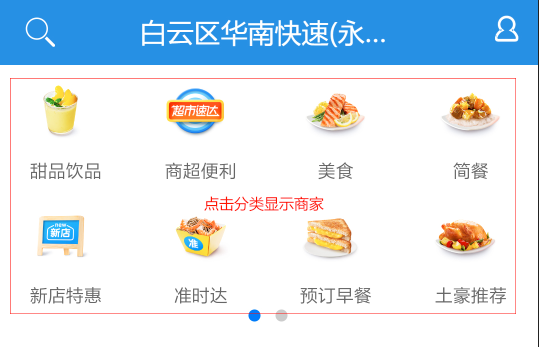 白云区华南快速(永...
超市速达
甜品饮品
商超便利
美食
简餐
点击分类显示商家
new
新店
准
新店特惠
准时达
预订早餐
土豪推荐